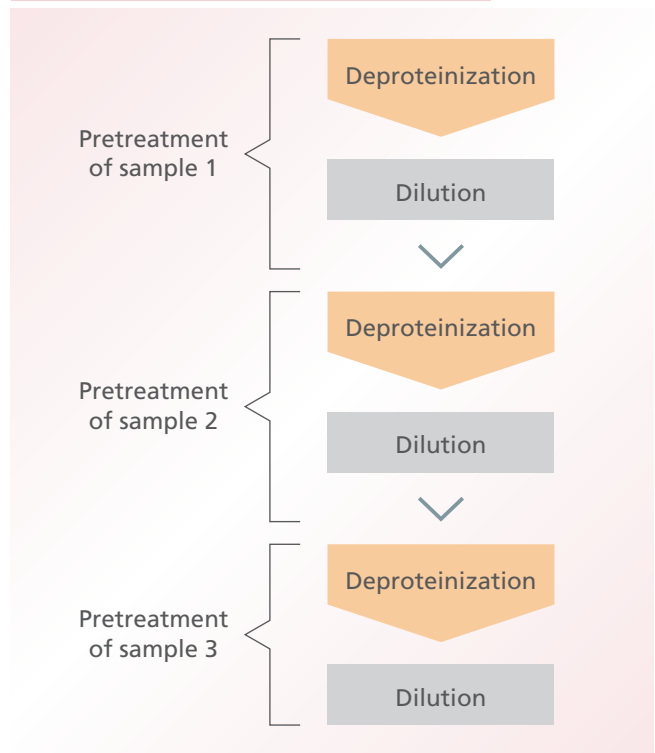 Deproteinization
Pretreatment
of sample 1
Dilution
Deproteinization
Pretreatment
of sample 2
Dilution
Deproteinization
Pretreatment
of sample 3
Dilution